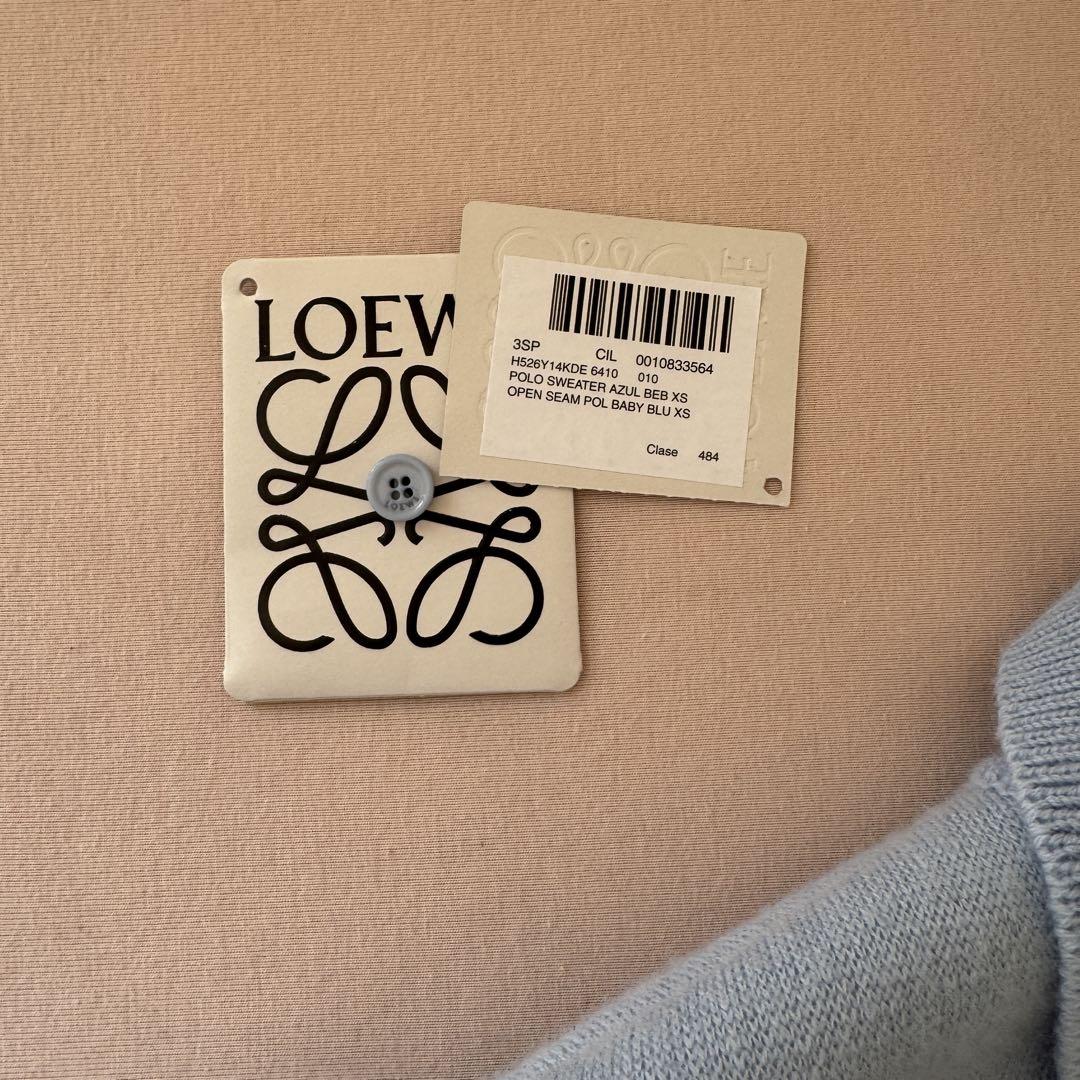 LOEW
LOEWE
3SP CIL 0010833564
H526Y14KDE 6410 010
POLO SWEATER AZUL BEB XS
OPEN SEAM POL BABY BLU XS
Clase 484